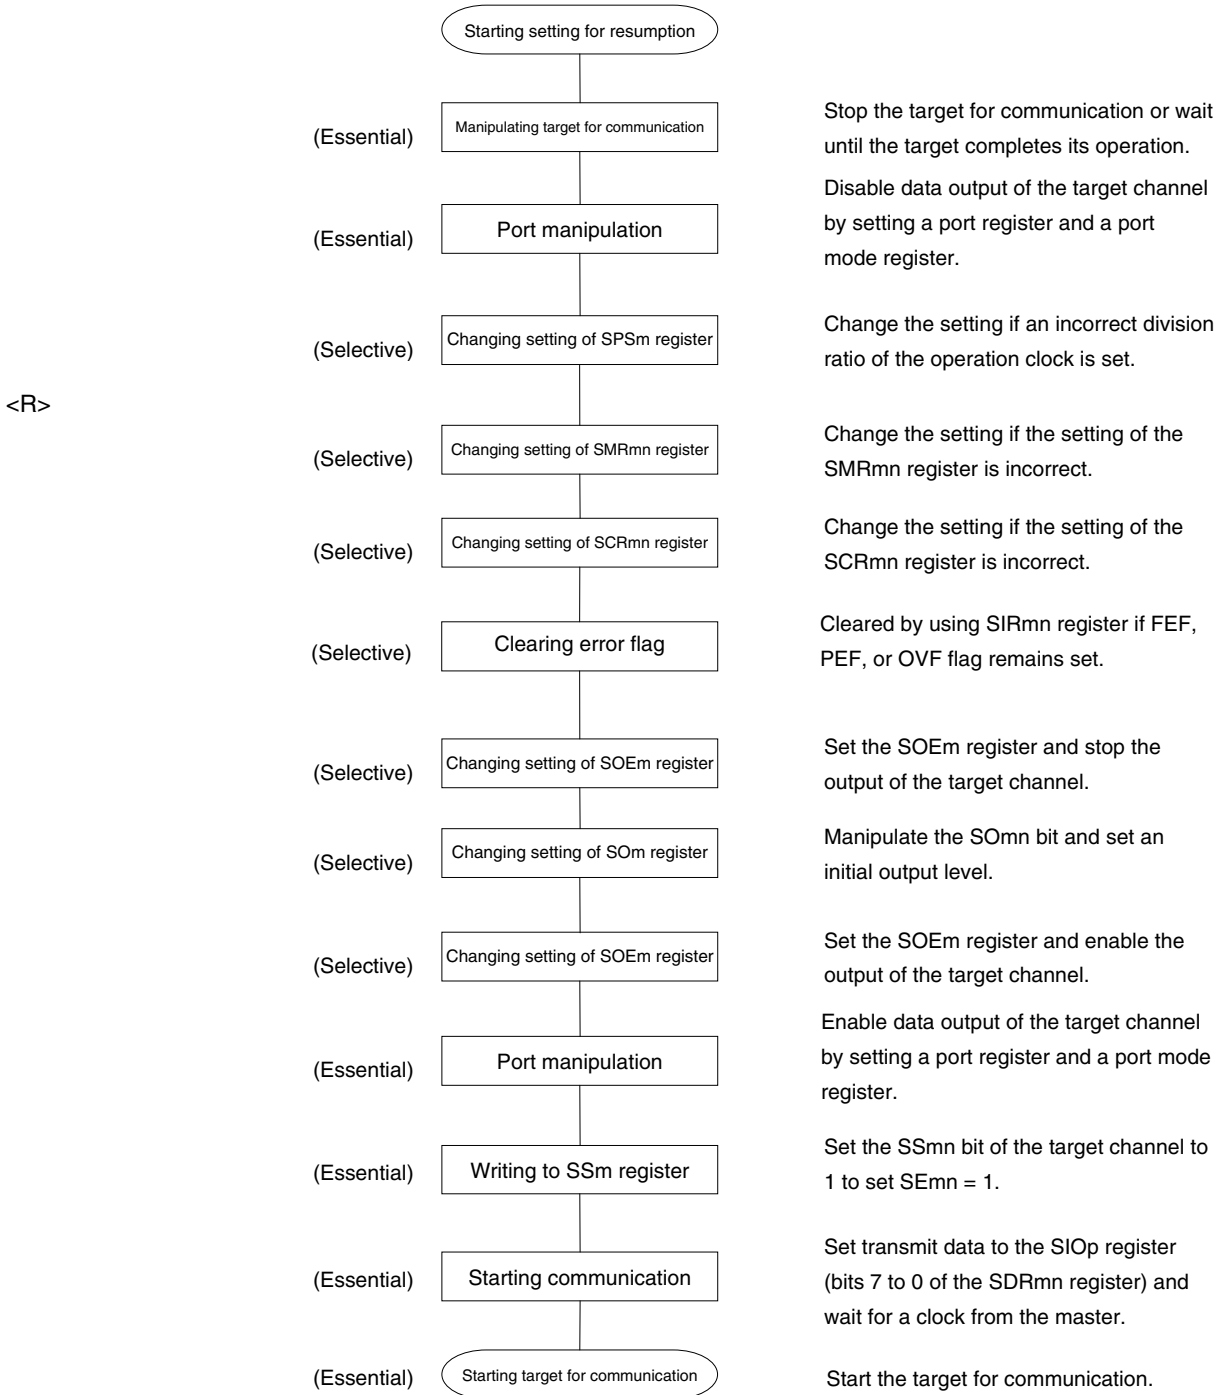 Starting setting for resumption
(Essential)
Manipulating target for communication
Stop the target for communication or wait
until the target completes its operation.
(Essential)
Port manipulation
Disable data output of the target channel
by setting a port register and a port
mode register.
(Selective)
Changing setting of SPSm register
Change the setting if an incorrect division
ratio of the operation clock is set.
<R>
(Selective)
Changing setting of SMRmn register
Change the setting if the setting of the
SMRmn register is incorrect.
(Selective)
Changing setting of SCRmn register
Change the setting if the setting of the
SCRmn register is incorrect.
(Selective)
Clearing error flag
Cleared by using SIRmn register if FEF,
PEF, or OVF flag remains set.
(Selective)
Changing setting of SOEm register
Set the SOEm register and stop the
output of the target channel.
(Selective)
Changing setting of SOm register
Manipulate the SOmn bit and set an
initial output level.
(Selective)
Changing setting of SOEm register
Set the SOEm register and enable the
output of the target channel.
(Essential)
Port manipulation
Enable data output of the target channel
by setting a port register and a port mode
register.
(Essential)
Writing to SSm register
Set the SSmn bit of the target channel to
1 to set SEmn = 1.
(Essential)
Starting communication
Set transmit data to the SIOp register
(bits 7 to 0 of the SDRmn register) and
wait for a clock from the master.
(Essential)
Starting target for communication
Start the target for communication.